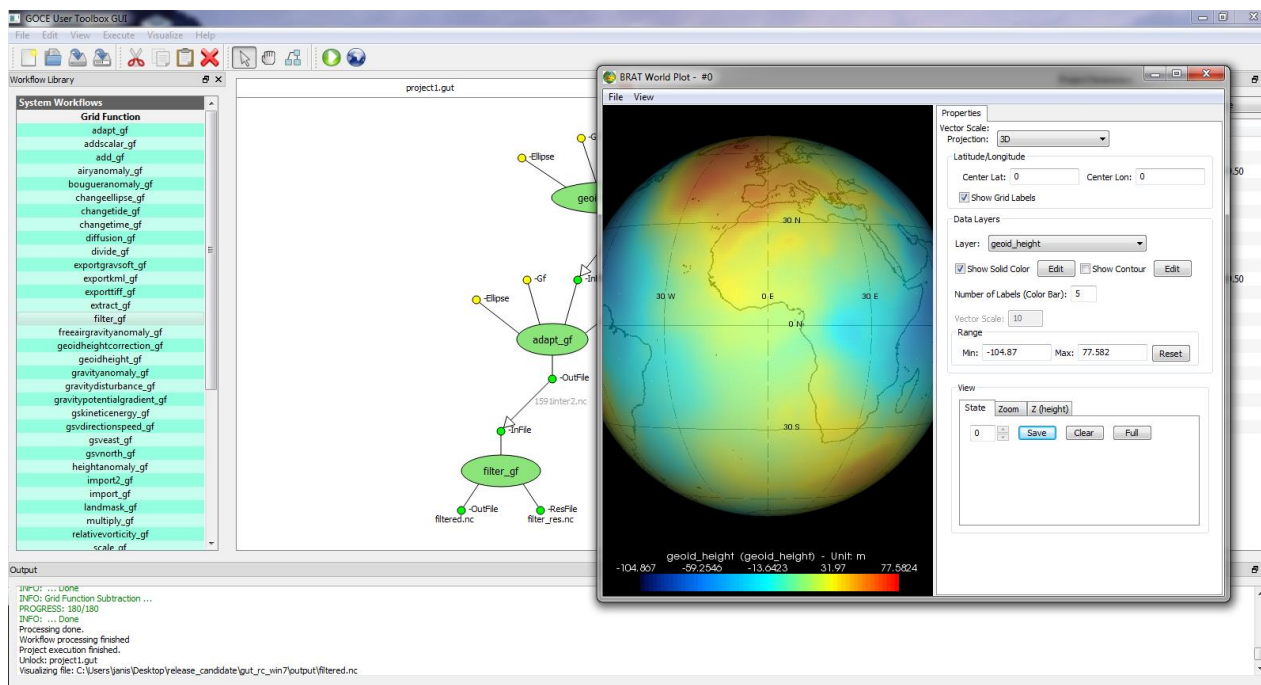 GOCE User Toolbox GUI
File Edit View Execute Visualize Help
Workflow Library
System Workflows
Grid Function
adapt_gf
addscalar_gf
add_gf
airyanomaly_gf
bougueranomaly_gf
changeellipse_gf
changetide_gf
changetime_gf
diffusion_gf
divide_gf
exportgravsoft_gf
exportkml_gf
exporttiff_gf
extract_gf
filter_gf
freeairgravityanomaly_gf
geoidheightcorrection_gf
geoidheight_gf
gravityanomaly_gf
gravitydisturbance_gf
gravitypotentialgradient_gf
gskineticenergy_gf
gsvdirectionspeed_gf
gsveast_gf
gsvnorth_gf
heightanomaly_gf
import2_gf
import_gf
landmask_gf
multiply_gf
relativevorticity_gf
scale_gf
project1.gut
-G
-Ellipse
geoi
-Gf
-InF
-Ellipse
adapt_gf
-OutFile
1591inter2.nc
-InFile
filter_gf
-OutFile
filtered.nc
-ResFile
filter_res.nc
BRAT World Plot - #0
File View
30 N
30 W
0 E
30 E
0 N
30 S
geoid_height (geoid_height) - Unit: m
-104.867 -59.2546 -13.6423 31.97 77.5824
Properties
Vector Scale:
Projection: 3D
Latitude/Longitude
Center Lat: 0 Center Lon: 0
Show Grid Labels
Data Layers
Layer: geoid_height
Show Solid Color Edit Show Contour Edit
Number of Labels (Color Bar): 5
Vector Scale: 10
Range
Min: -104.87 Max: 77.582 Reset
View
State Zoom Z (height)
0 Save Clear Full
.50
.50
Output
INFO: ... Done
INFO: Grid Function Subtraction ...
PROGRESS: 180/180
INFO: ... Done
Processing done.
Workflow processing finished
Project execution finished.
Unlock: project1.gut
Visualizing file: C:\Users\janis\Desktop\release_candidate\gut_rc_win7\output\filtered.nc